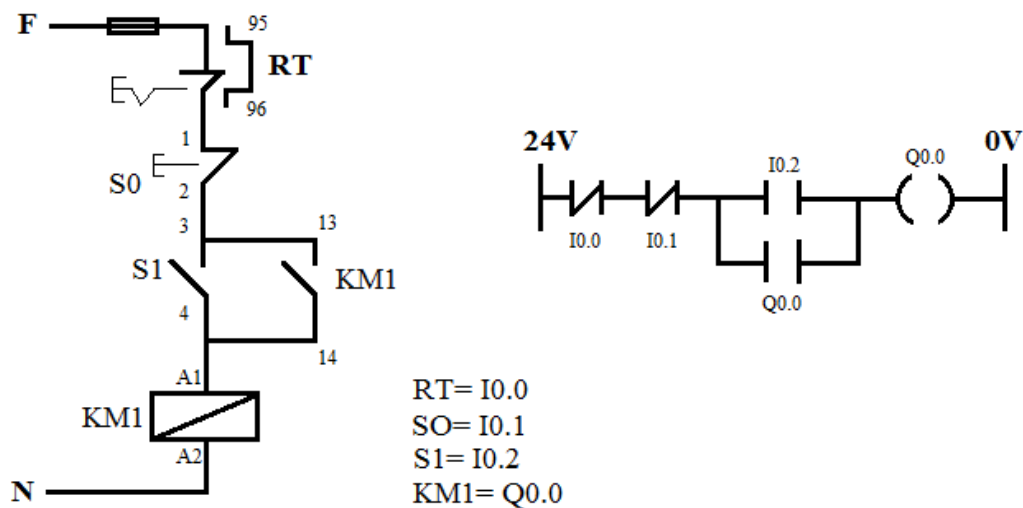 F
95
RT
96
1
S0
2
3
13
S1
KM1
4
14
A1
KM1
A2
N
24V
0V
I0.2
Q0.0
I0.0
I0.1
Q0.0
RT= I0.0
SO= I0.1
S1= I0.2
KM1= Q0.0